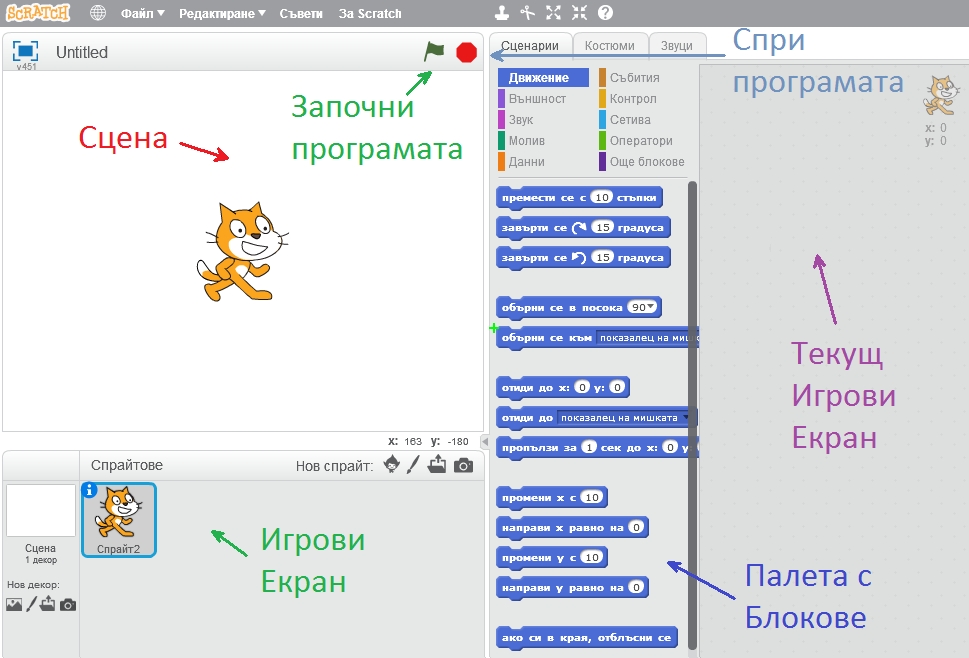 SCRATCH Файл Редактиране Съвети За Scratch
Untitled
v451
Сценарии Костюми Звуци
Спри
програмата
Започни
програмата
Сцена
Движение
Външност
Звук
Молив
Данни
Събития
Контрол
Сетива
Оператори
Още блокове
x: 0
y: 0
премести се с 10 стъпки
завърти се 15 градуса
завърти се 15 градуса
обърни се в посока 90
обърни се към показалец на миш
отиди до x: 0 y: 0
отиди до показалец на мишката
пропълзи за 1 сек до x: 0 y
промени x с 10
направи x равно на 0
промени y с 10
направи y равно на 0
ако си в края, отблъсни се
Текущ
Игрови
Екран
Палета с
Блокове
x: 163 y: -180
Спрайтове Нов спрайт:
Сцена
1 декор
Нов декор:
Спрайт2
Игрови
Екран